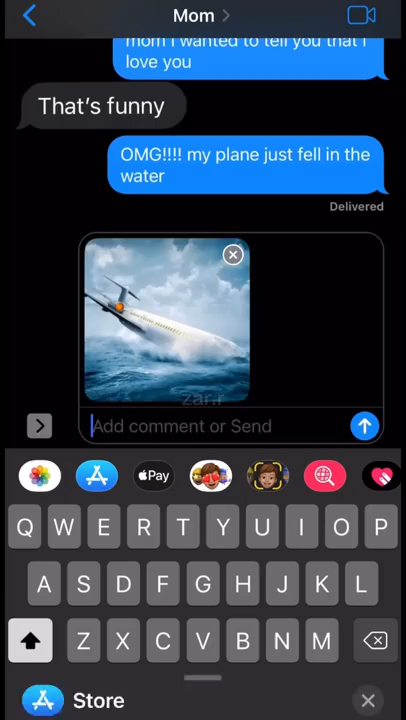 Mom
mom I wanted to tell you that I
love you
That's funny
OMG!!!! my plane just fell in the
water
Delivered
zar.r
Add comment or Send
Pay
Q W E R T Y U I O P
A S D F G H J K L
Z X C V B N M
Store